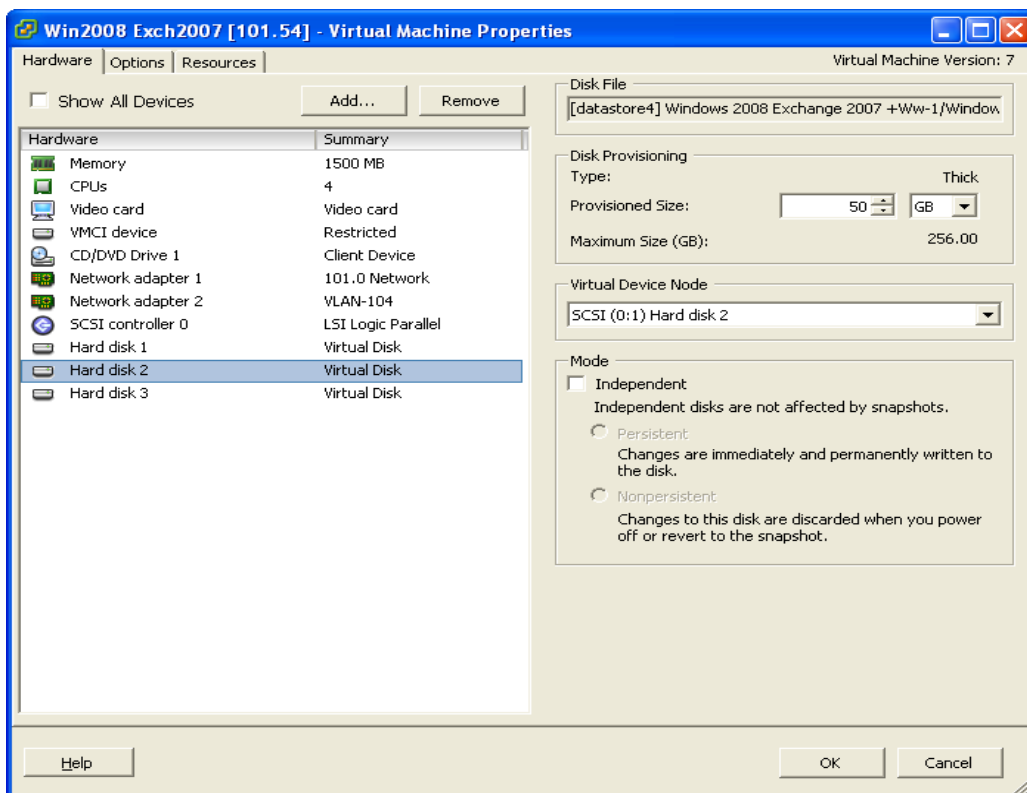 Win2008 Exch2007 [101.54] - Virtual Machine Properties
Hardware Options Resources
Virtual Machine Version: 7
Show All Devices
Add...
Remove
Hardware Summary
Memory 1500 MB
CPUs 4
Video card Video card
VMCI device Restricted
CD/DVD Drive 1 Client Device
Network adapter 1 101.0 Network
Network adapter 2 VLAN-104
SCSI controller 0 LSI Logic Parallel
Hard disk 1 Virtual Disk
Hard disk 2 Virtual Disk
Hard disk 3 Virtual Disk
Disk File
[datastore4] Windows 2008 Exchange 2007 +Ww-1/Window
Disk Provisioning
Type: Thick
Provisioned Size: 50 GB
Maximum Size (GB): 256.00
Virtual Device Node
SCSI (0:1) Hard disk 2
Mode
Independent
Independent disks are not affected by snapshots.
Persistent
Changes are immediately and permanently written to
the disk.
Nonpersistent
Changes to this disk are discarded when you power
off or revert to the snapshot.
Help
OK
Cancel